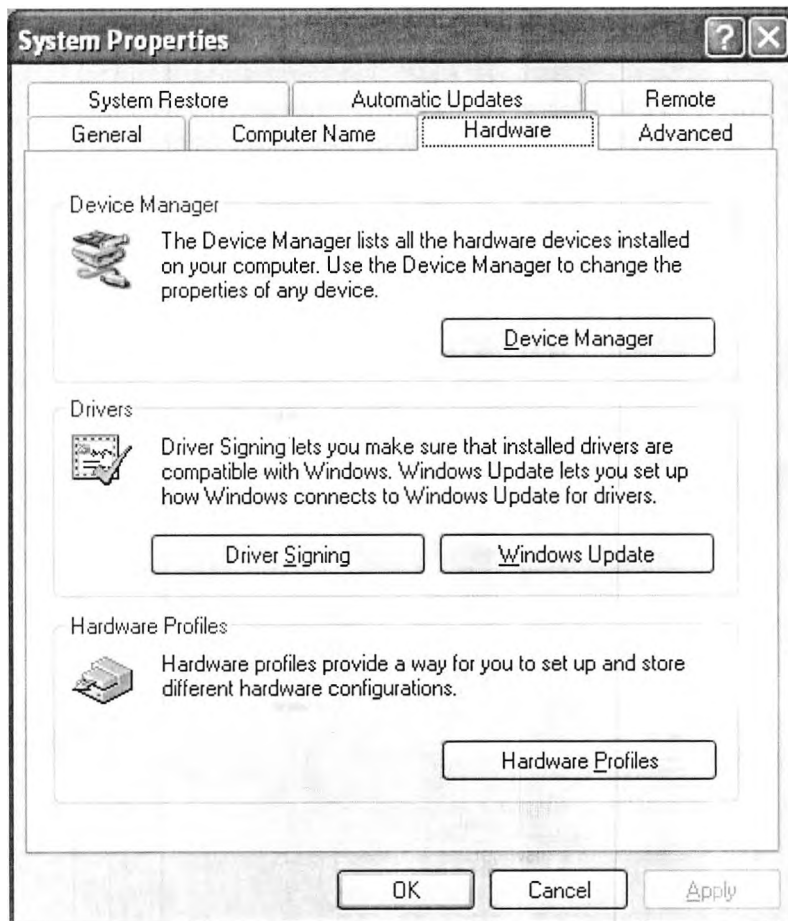 System Properties
System Restore
Automatic Updates
Remote
General
Computer Name
Hardware
Advanced
Device Manager
The Device Manager lists all the hardware devices installed
on your computer. Use the Device Manager to change the
properties of any device.
Device Manager
Drivers
Driver Signing lets you make sure that installed drivers are
compatible with Windows. Windows Update lets you set up
how Windows connects to Windows Update for drivers.
Driver Signing
Windows Update
Hardware Profiles
Hardware profiles provide a way for you to set up and store
different hardware configurations.
Hardware Profiles
OK
Cancel
Apply